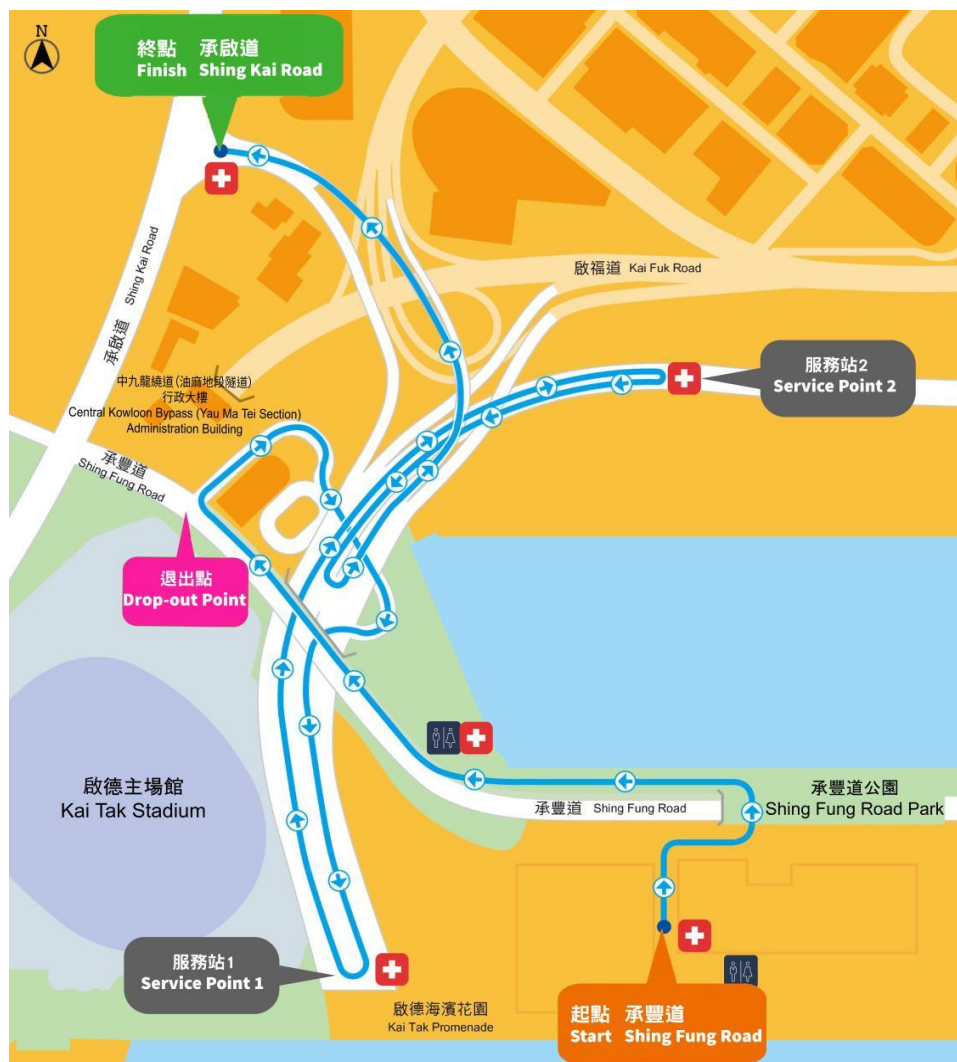 N
終點 承啟道
Finish Shing Kai Road
承啟道 Shing Kai Road
啟福道 Kai Fuk Road
服務站2
Service Point 2
中九龍繞道(油麻地段隧道)
行政大樓
Central Kowloon Bypass (Yau Ma Tei Section)
Administration Building
承豐道
Shing Fung Road
退出點
Drop-out Point
啟德主場館
Kai Tak Stadium
承豐道 Shing Fung Road
承豐道公園
Shing Fung Road Park
服務站1
Service Point 1
啟德海濱花園
Kai Tak Promenade
起點 承豐道
Start Shing Fung Road